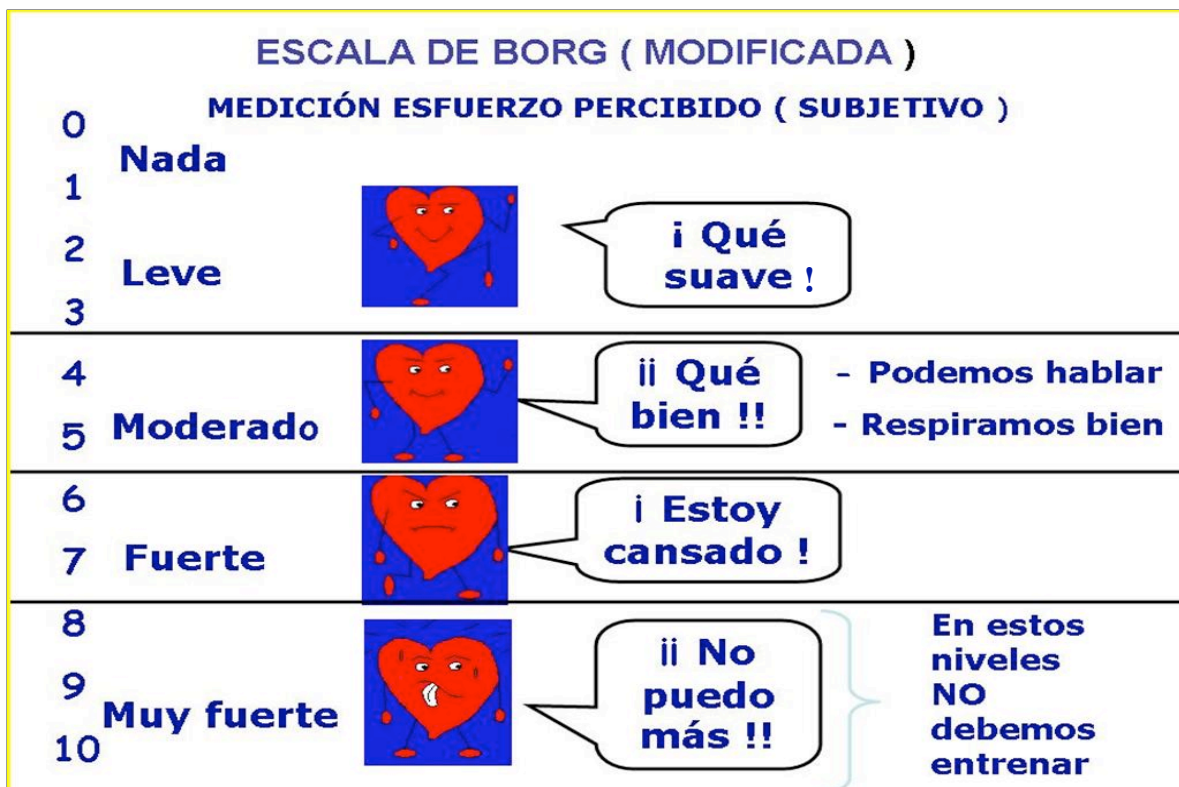 ESCALA DE BORG ( MODIFICADA )
MEDICIÓN ESFUERZO PERCIBIDO ( SUBJETIVO )
0
Nada
1
2
Leve
3
¡ Qué
suave !
4
5
Moderado
¡¡ Qué
bien !!
- Podemos hablar
- Respiramos bien
6
7
Fuerte
¡ Estoy
cansado !
8
9
10
Muy fuerte
¡¡ No
puedo
más !!
En estos
niveles
NO
debemos
entrenar